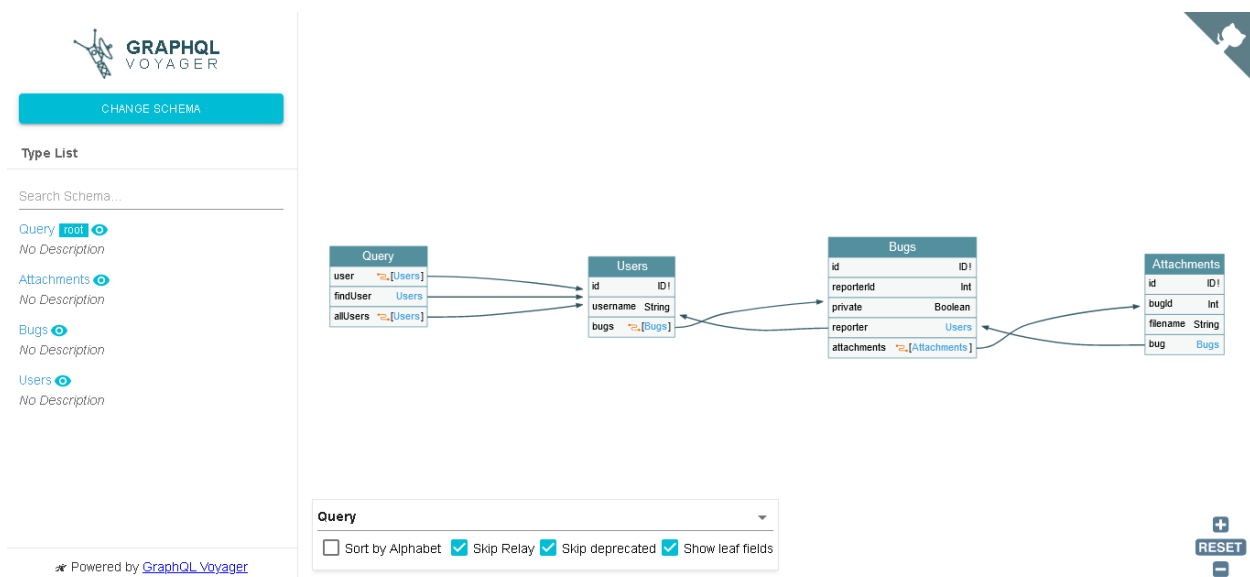 GRAPHQL
VOYAGER
CHANGE SCHEMA
Type List
Search Schema...
Query root
No Description
Attachments
No Description
Bugs
No Description
Users
No Description
Powered by GraphQL Voyager
Query
user [Users]
findUser Users
allUsers [Users]
Users
id ID!
username String
bugs [Bugs]
Bugs
id ID!
reporterId Int
private Boolean
reporter Users
attachments [Attachments]
Attachments
id ID!
bugId Int
filename String
bug Bugs
Query
Sort by Alphabet Skip Relay Skip deprecated Show leaf fields
RESET